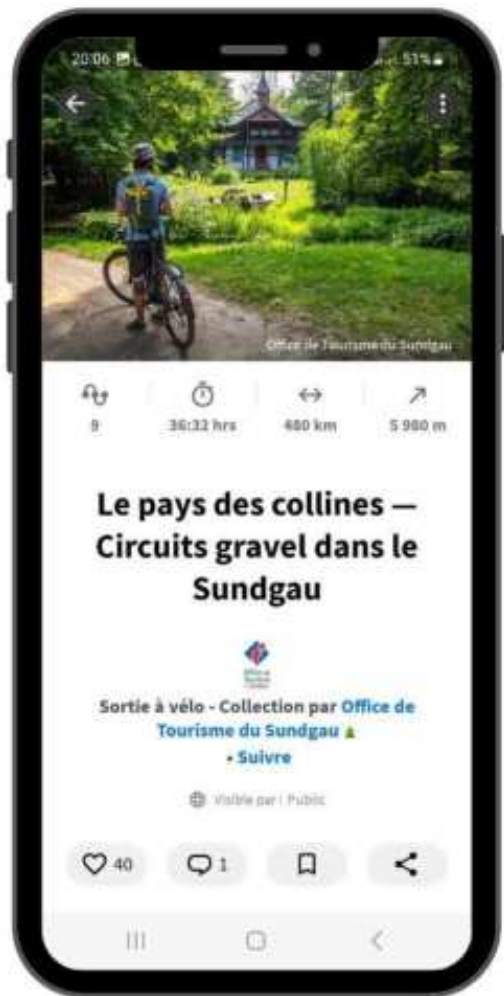 20:06
51%
Office de Tourisme du Sundgau
9
36:32 hrs
480 km
5 980 m
Le pays des collines —
Circuits gravel dans le
Sundgau
Sortie à vélo - Collection par Office de
Tourisme du Sundgau
• Suivre
Visible par : Public
40
1